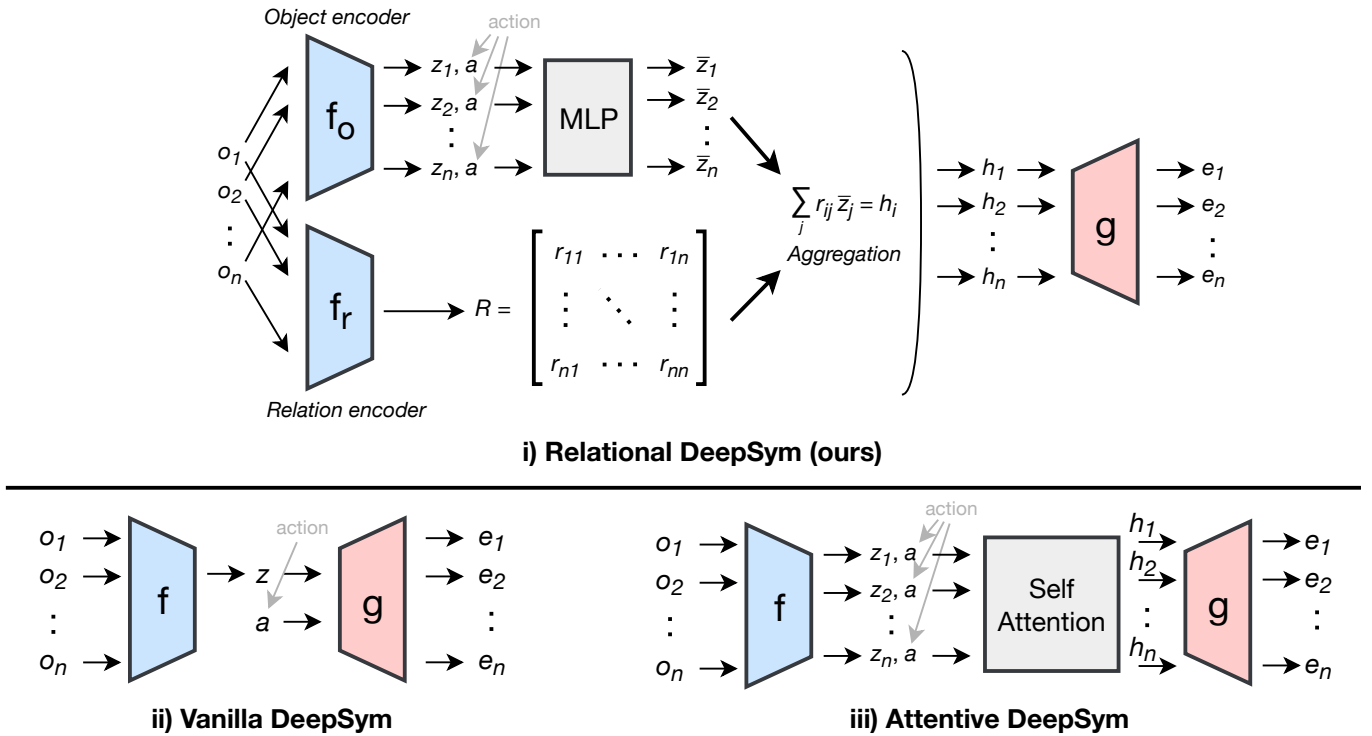 Object encoder
action
o1
o2
⋮
on
fo
z1, a
z2, a
⋮
zn, a
MLP
z̅1
z̅2
⋮
z̅n
fr
R =
r11 ⋯ r1n
⋮ ⋱ ⋮
rn1 ⋯ rnn
Relation encoder
∑j rij z̅j = hi
Aggregation
h1
h2
⋮
hn
g
e1
e2
⋮
en
i) Relational DeepSym (ours)
o1
o2
⋮
on
f
action
z
a
g
e1
e2
⋮
en
ii) Vanilla DeepSym
o1
o2
⋮
on
f
action
z1, a
z2, a
⋮
zn, a
Self
Attention
h1
h2
⋮
hn
g
e1
e2
⋮
en
iii) Attentive DeepSym